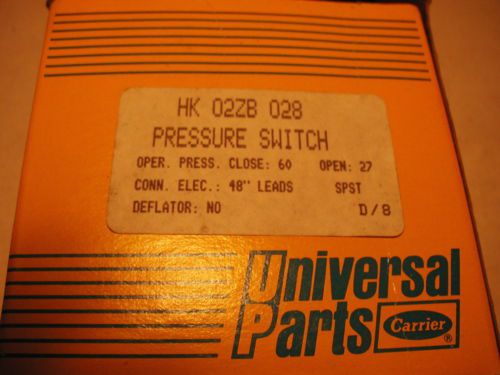 HK 02ZB 028
PRESSURE SWITCH
OPER. PRESS. CLOSE: 60 OPEN: 27
CONN. ELEC.: 48" LEADS SPST
DEFLATOR: NO D/8
Universal
Parts Carrier ®